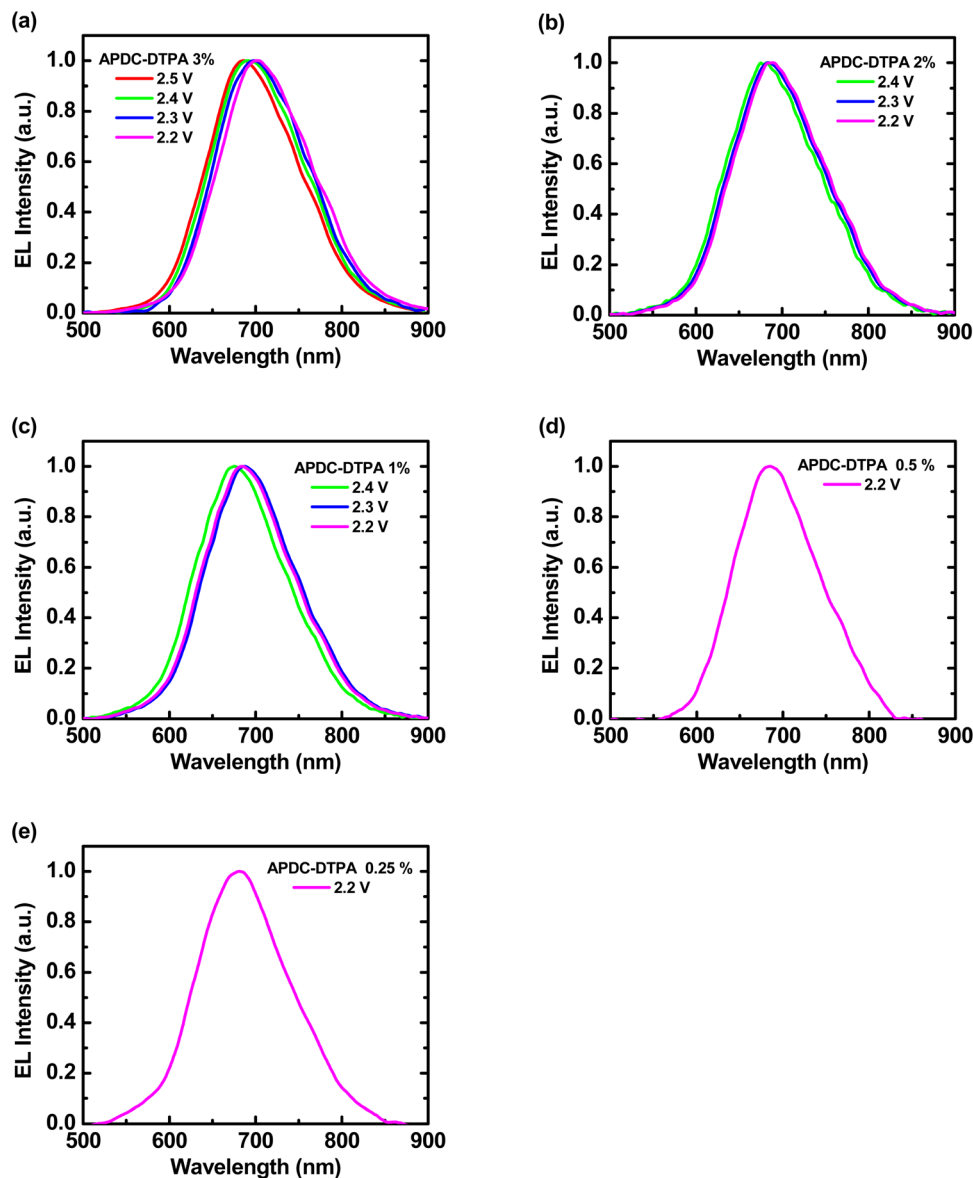 (a)
APDC-DTPA 3%
2.5 V
2.4 V
2.3 V
2.2 V
EL Intensity (a.u.)
1.0
0.8
0.6
0.4
0.2
0.0
500 600 700 800 900
Wavelength (nm)
(b)
APDC-DTPA 2%
2.4 V
2.3 V
2.2 V
EL Intensity (a.u.)
1.0
0.8
0.6
0.4
0.2
0.0
500 600 700 800 900
Wavelength (nm)
(c)
APDC-DTPA 1%
2.4 V
2.3 V
2.2 V
EL Intensity (a.u.)
1.0
0.8
0.6
0.4
0.2
0.0
500 600 700 800 900
Wavelength (nm)
(d)
APDC-DTPA 0.5 %
2.2 V
EL Intensity (a.u.)
1.0
0.8
0.6
0.4
0.2
0.0
500 600 700 800 900
Wavelength (nm)
(e)
APDC-DTPA 0.25 %
2.2 V
EL Intensity (a.u.)
1.0
0.8
0.6
0.4
0.2
0.0
500 600 700 800 900
Wavelength (nm)